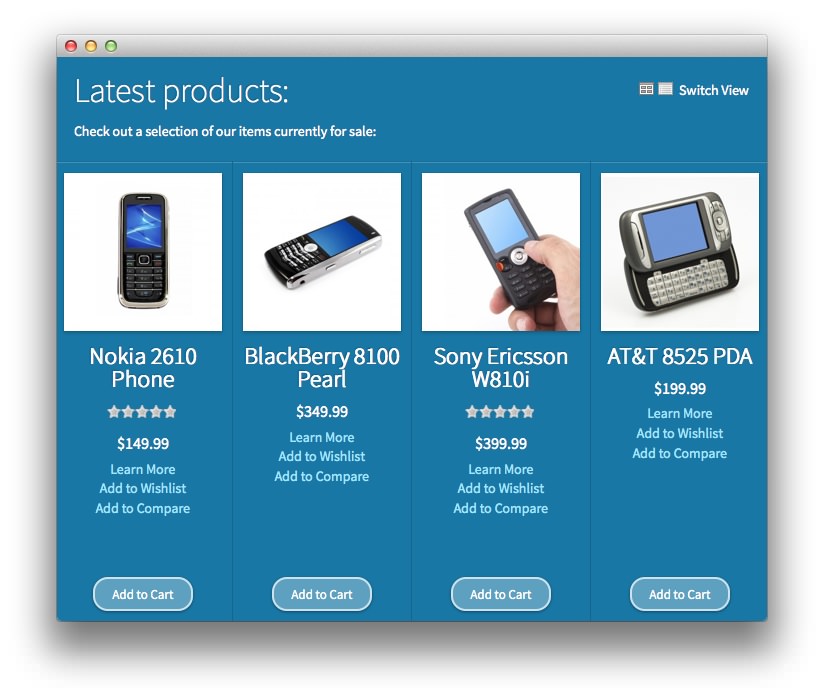 Latest products:
Switch View
Check out a selection of our items currently for sale:
Nokia 2610
Phone
$149.99
Learn More
Add to Wishlist
Add to Compare
Add to Cart
BlackBerry 8100
Pearl
$349.99
Learn More
Add to Wishlist
Add to Compare
Add to Cart
Sony Ericsson
W810i
$399.99
Learn More
Add to Wishlist
Add to Compare
Add to Cart
AT&T 8525 PDA
$199.99
Learn More
Add to Wishlist
Add to Compare
Add to Cart